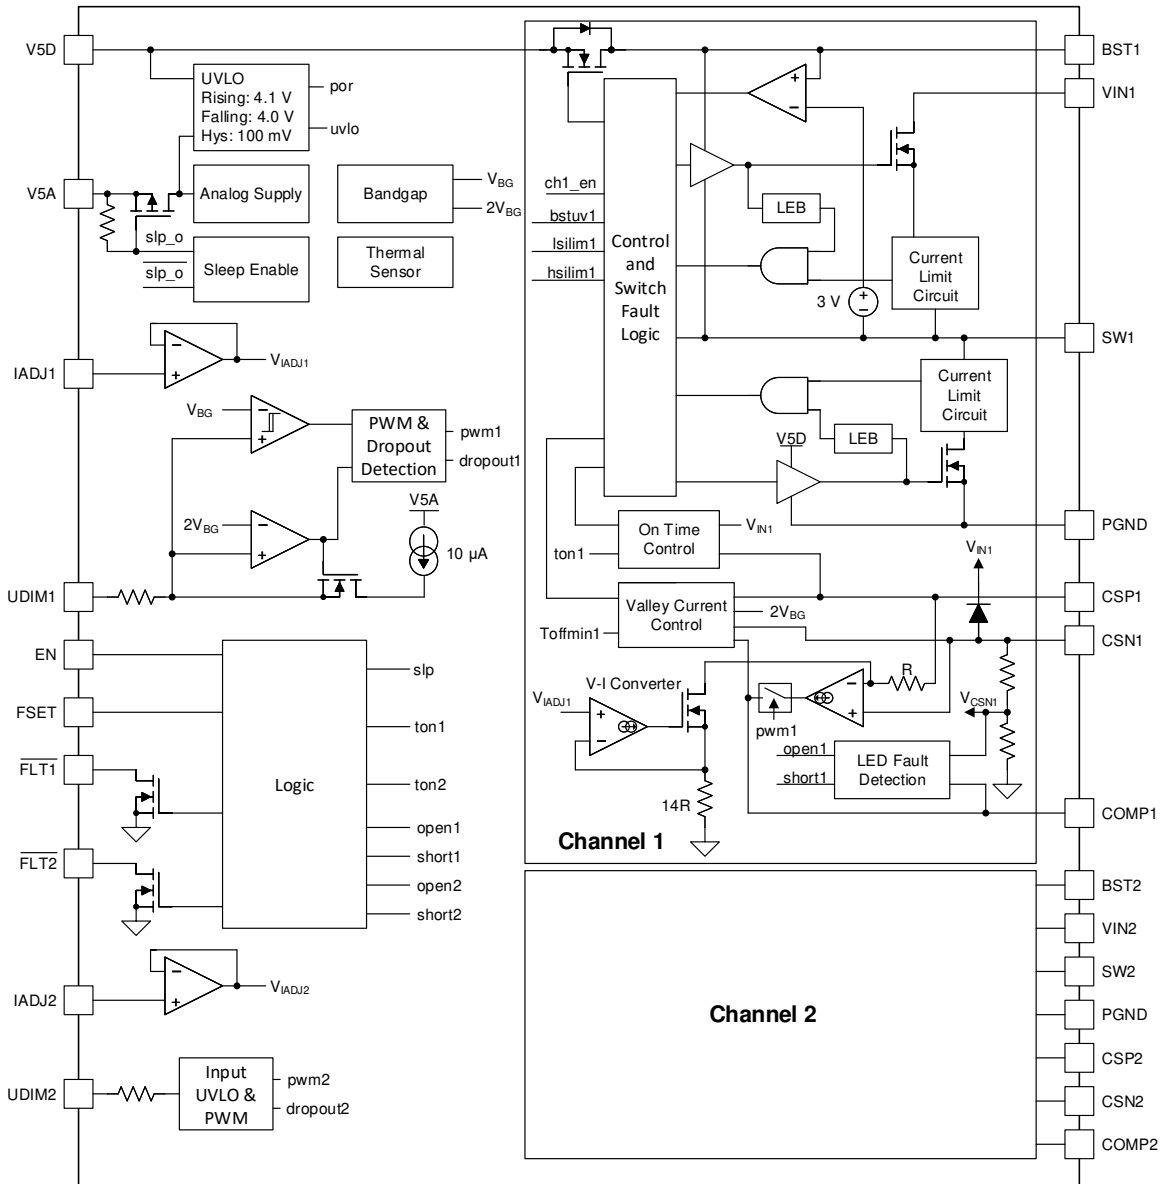 V5D
UVLO
Rising: 4.1 V
Falling: 4.0 V
Hys: 100 mV
por
uvlo
V5A
Analog Supply
slp_o
slp_o
Sleep Enable
Bandgap
VBG
2VBG
Thermal
Sensor
IADJ1
−
+
VIADJ1
VBG
−
+
PWM &
Dropout
Detection
pwm1
dropout1
2VBG
−
+
V5A
10 µA
UDIM1
EN
FSET
FLT1
FLT2
Logic
slp
ton1
ton2
open1
short1
open2
short2
IADJ2
−
+
VIADJ2
UDIM2
Input
UVLO &
PWM
pwm2
dropout2
BST1
VIN1
+
−
ch1_en
bstuv1
lsilim1
hsilim1
Control
and
Switch
Fault
Logic
LEB
3 V
+
−
Current
Limit
Circuit
SW1
Current
Limit
Circuit
LEB
V5D
PGND
On Time
Control
VIN1
ton1
VIN1
CSP1
Valley Current
Control
2VBG
Toffmin1
CSN1
V-I Converter
VIADJ1
+
−
R
−
+
pwm1
VCSN1
open1
short1
LED Fault
Detection
14R
COMP1
Channel 1
BST2
VIN2
SW2
Channel 2
PGND
CSP2
CSN2
COMP2